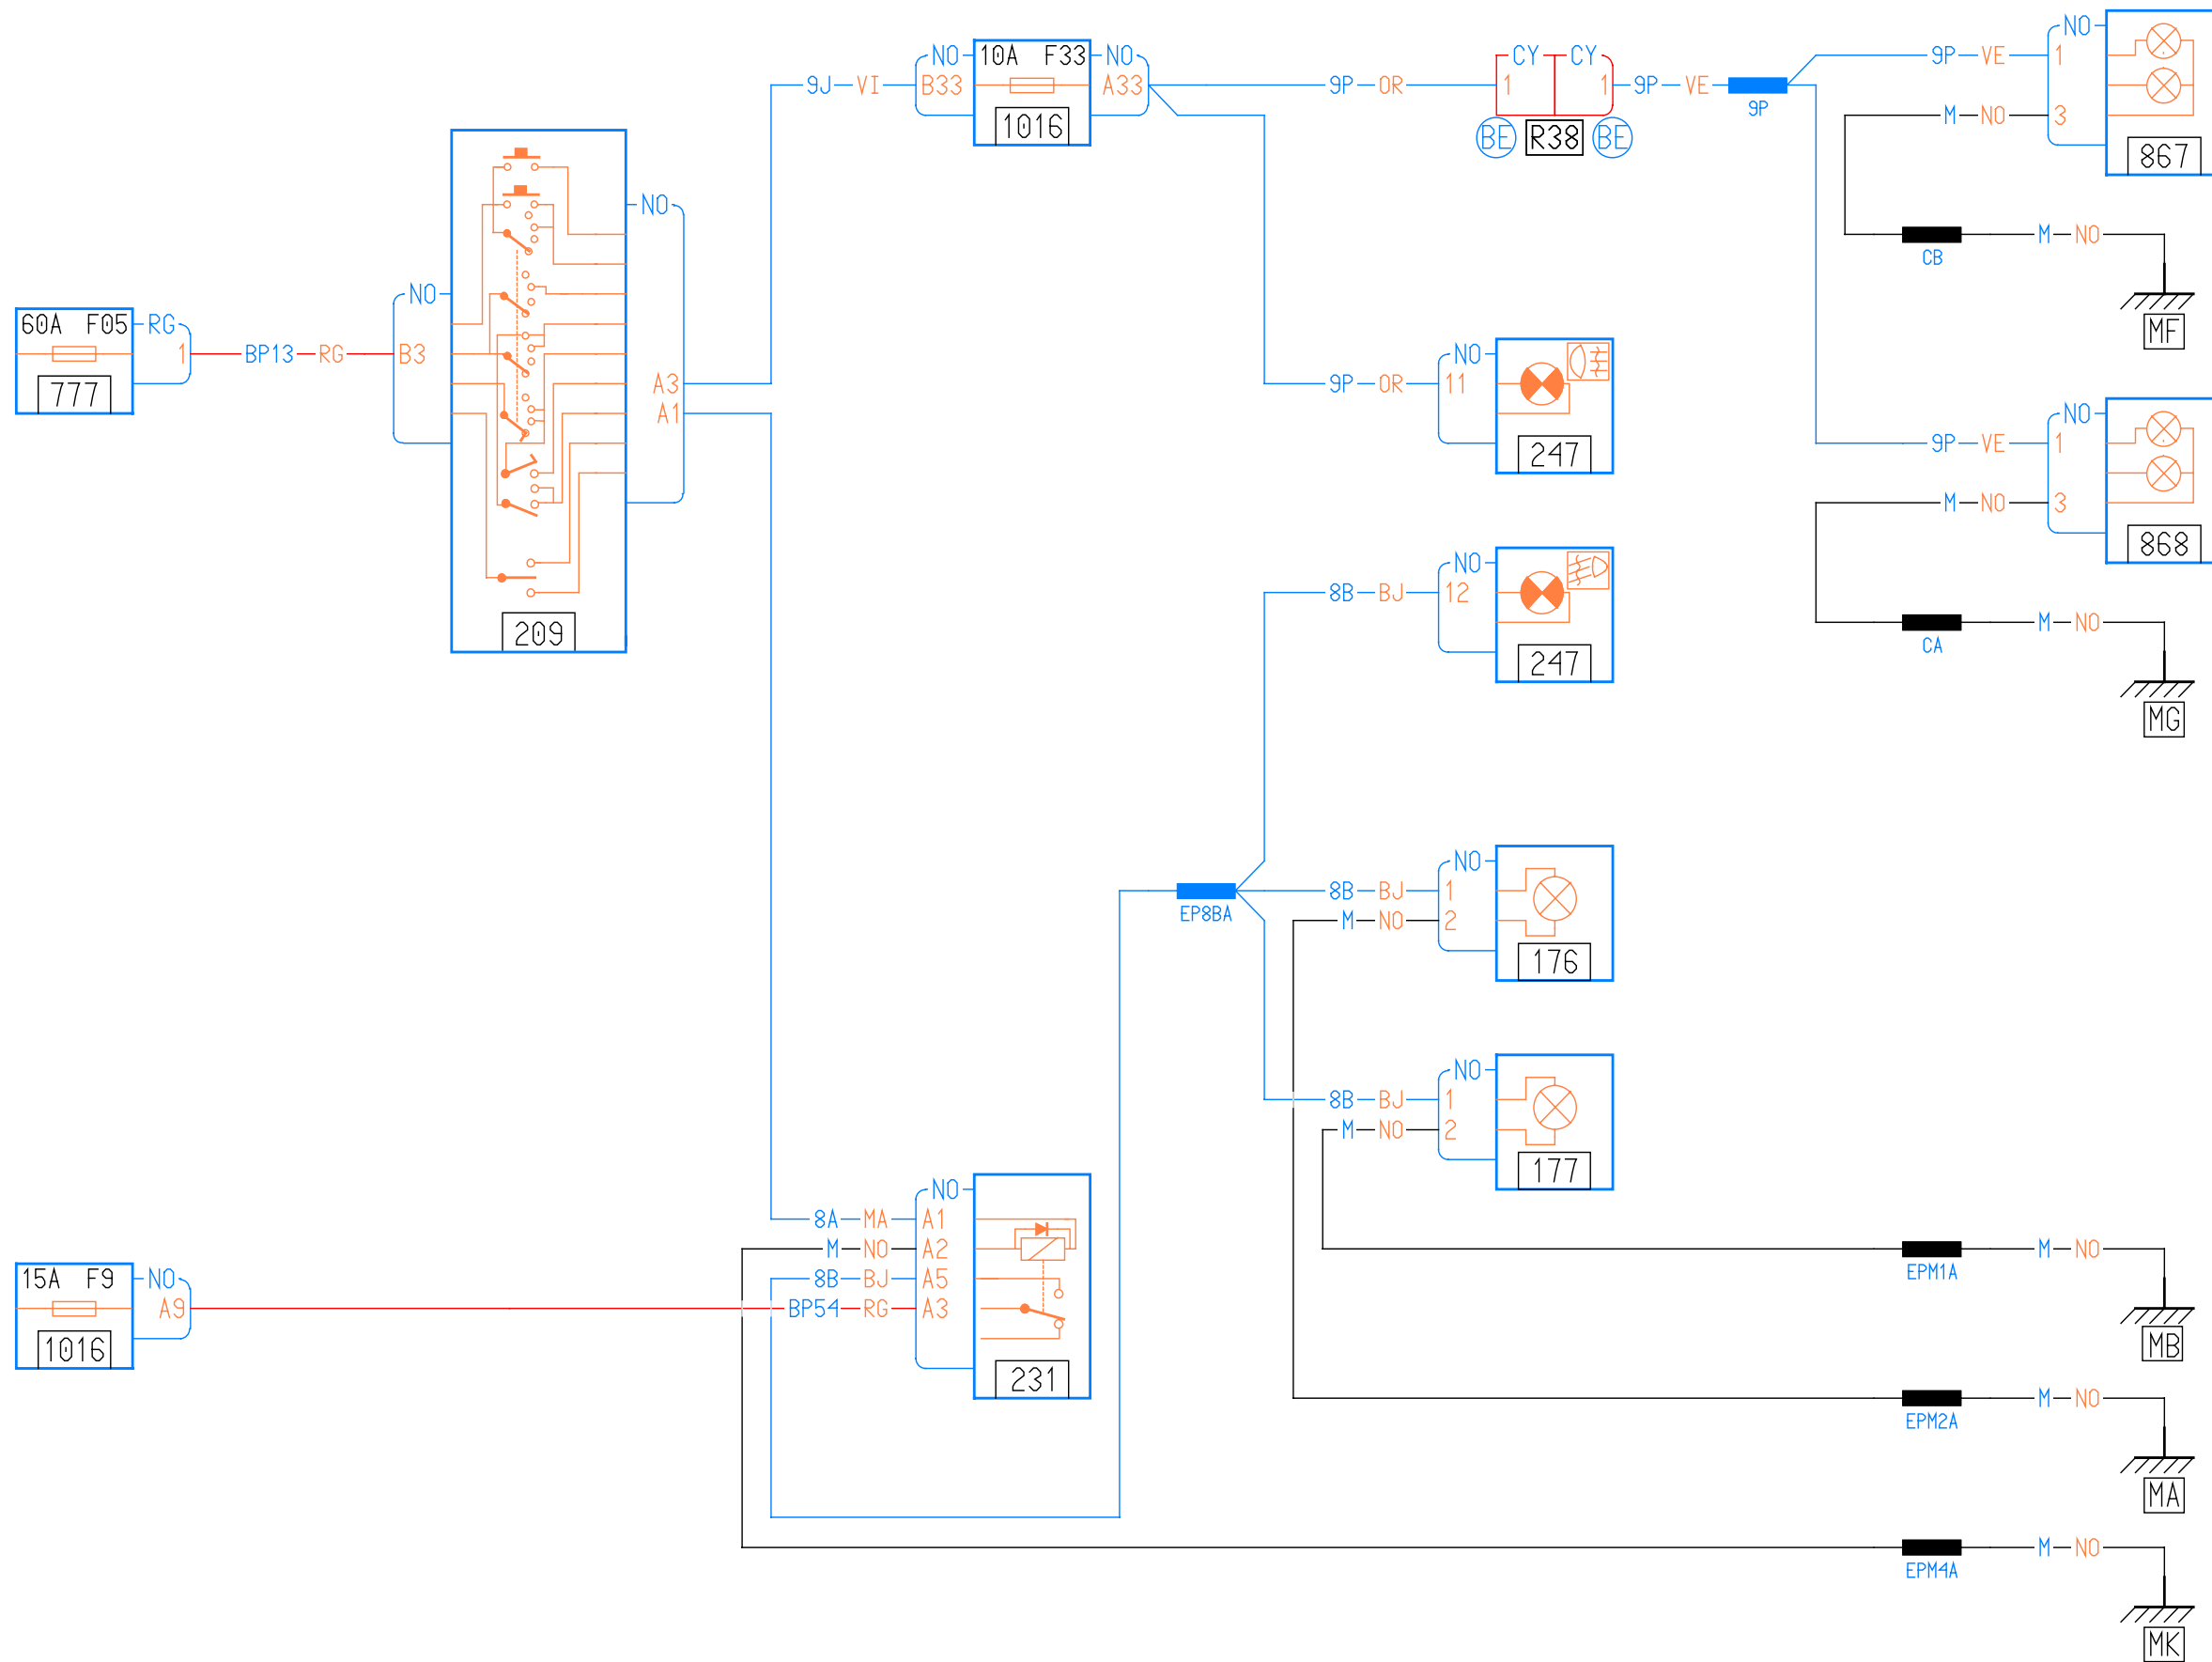 NO
9P VE 1
M NO 3
867
CB
M NO
MF
10A F33
NO
NO
9J VI B33
A33
1016
9P OR
CY CY
1 1
9P VE
9P
BE R38 BE
60A F05
RG
1
777
BP13 RG
NO
B3
NO
A3
A1
209
NO
9P OR 11
247
NO
9P VE 1
M NO 3
868
CA
M NO
MG
NO
8B BJ 12
247
EP8BA
NO
8B BJ 1
M NO 2
176
NO
8B BJ 1
M NO 2
177
15A F9
NO
A9
1016
NO
8A MA A1
M NO A2
8B BJ A5
BP54 RG A3
231
EPM1A
M NO
MB
EPM2A
M NO
MA
EPM4A
M NO
MK